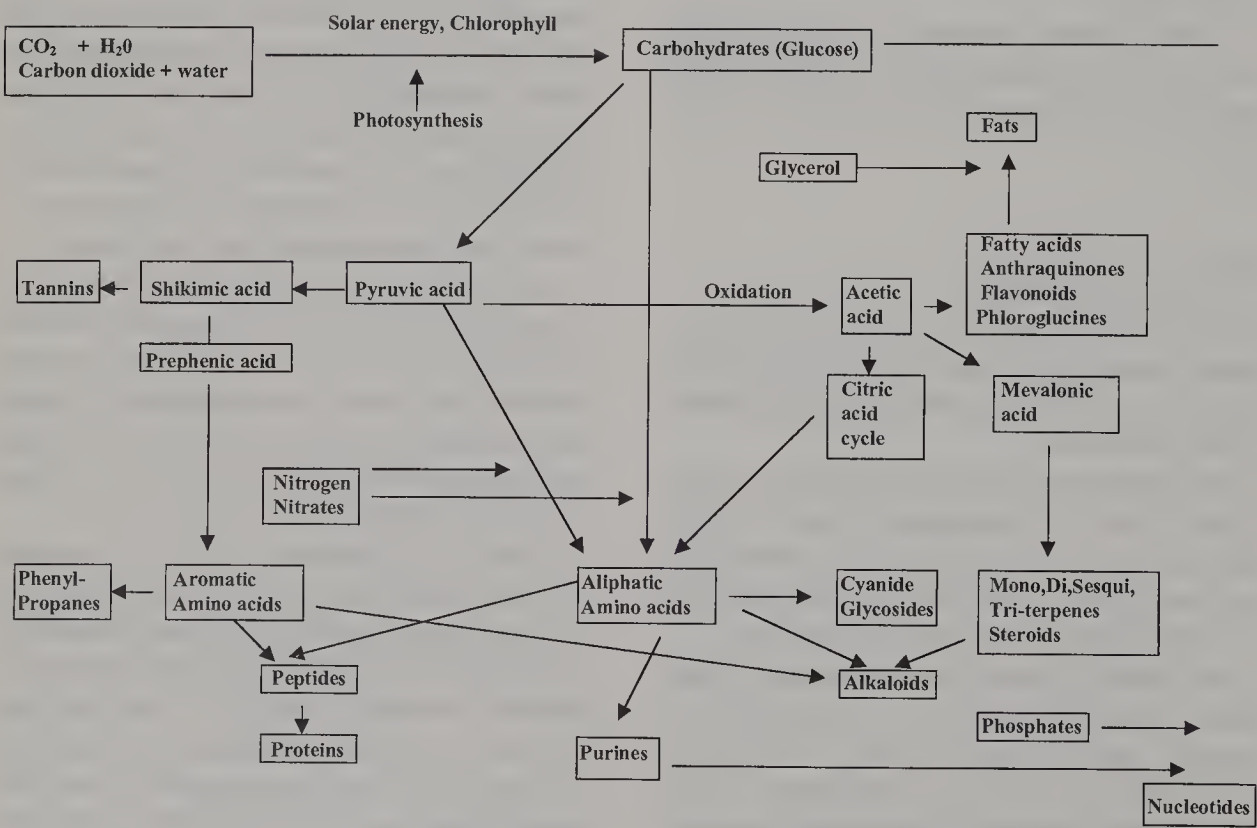 Solar energy, Chlorophyll
CO₂ + H₂0
Carbon dioxide + water
Carbohydrates (Glucose)
Photosynthesis
Fats
Glycerol
Fatty acids
Anthraquinones
Flavonoids
Phloroglucines
Tannins
Shikimic acid
Pyruvic acid
Oxidation
Acetic
acid
Prephenic acid
Citric
acid
cycle
Mevalonic
acid
Nitrogen
Nitrates
Phenyl-
Propanes
Aromatic
Amino acids
Aliphatic
Amino acids
Cyanide
Glycosides
Mono,Di,Sesqui,
Tri-terpenes
Steroids
Peptides
Alkaloids
Phosphates
Proteins
Purines
Nucleotides